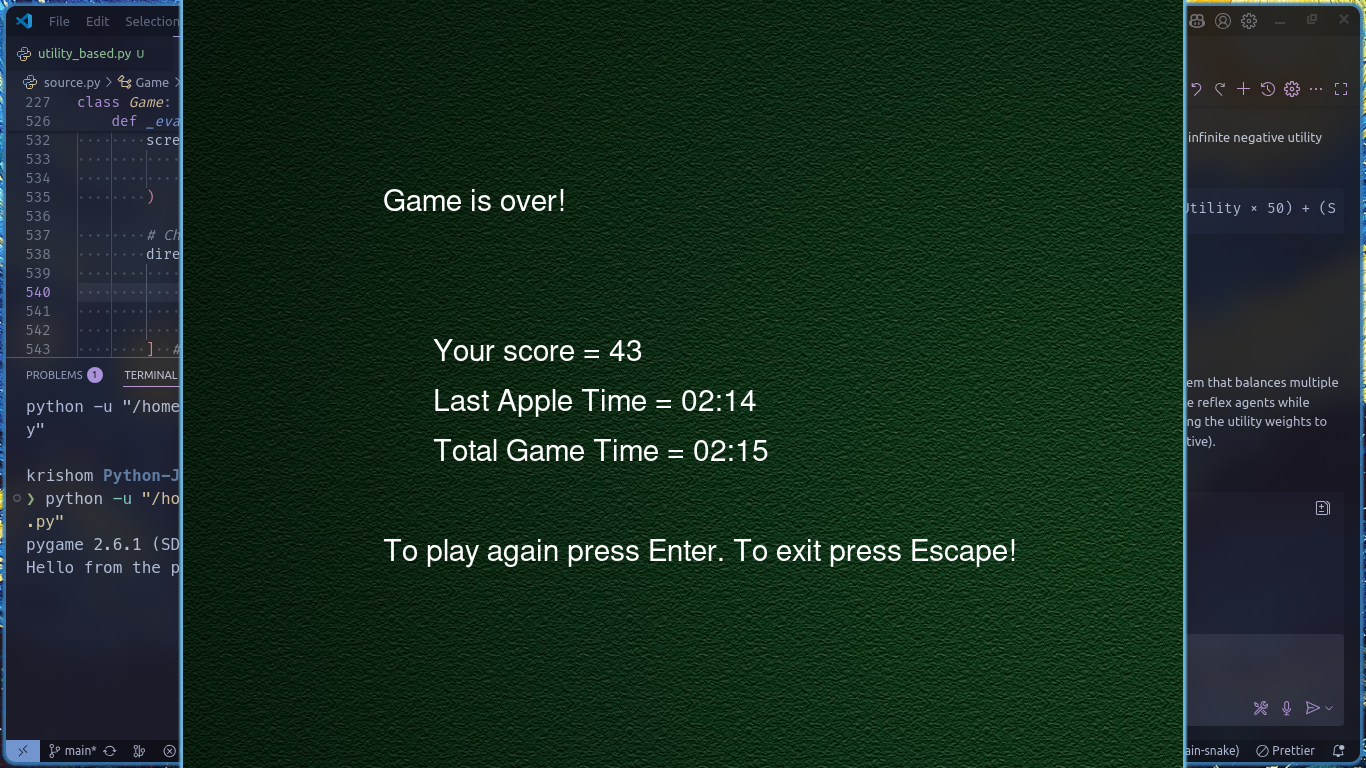 File Edit Selection
utility_based.py U
source.py > Game >
227 class Game:
526 def _eva
532 scre
533
534
535 )
536
537 # Ch
538 dire
539
540
541
542
543 ] #
PROBLEMS 1 TERMINAL
python -u "/home
y"
krishom Python-J
❯ python -u "/ho
.py"
pygame 2.6.1 (SD
Hello from the p
main*
Game is over!
Your score = 43
Last Apple Time = 02:14
Total Game Time = 02:15
To play again press Enter. To exit press Escape!
infinite negative utility
Utility × 50) + (S
em that balances multiple
e reflex agents while
ng the utility weights to
tive).
ain-snake) Prettier